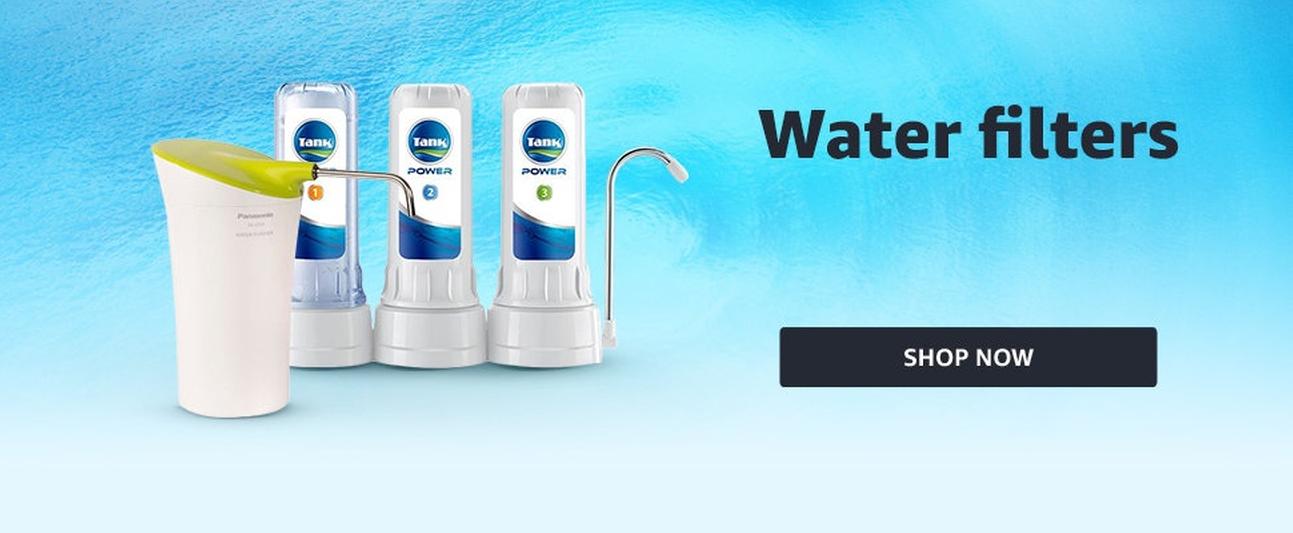 Water filters
Tank
Tank
Tank
POWER
POWER
1
2
3
Panasonic
SHOP NOW